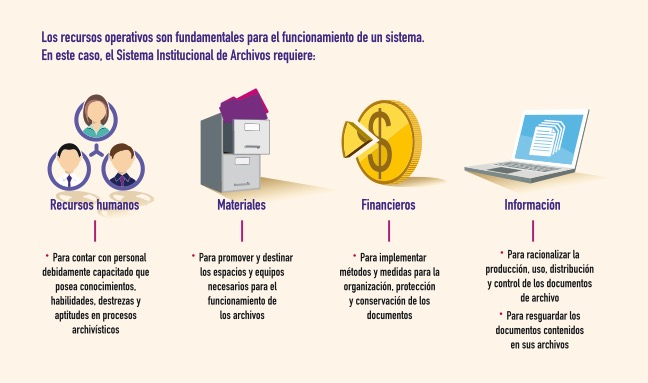 Los recursos operativos son fundamentales para el funcionamiento de un sistema.
En este caso, el Sistema Institucional de Archivos requiere:
Recursos humanos
• Para contar con personal
debidamente capacitado que
posea conocimientos,
habilidades, destrezas y
aptitudes en procesos
archivísticos
Materiales
• Para promover y destinar
los espacios y equipos
necesarios para el
funcionamiento de
los archivos
Financieros
• Para implementar
métodos y medidas para la
organización, protección
y conservación de los
documentos
Información
• Para racionalizar la
producción, uso, distribución
y control de los documentos
de archivo
• Para resguardar los
documentos contenidos
en sus archivos